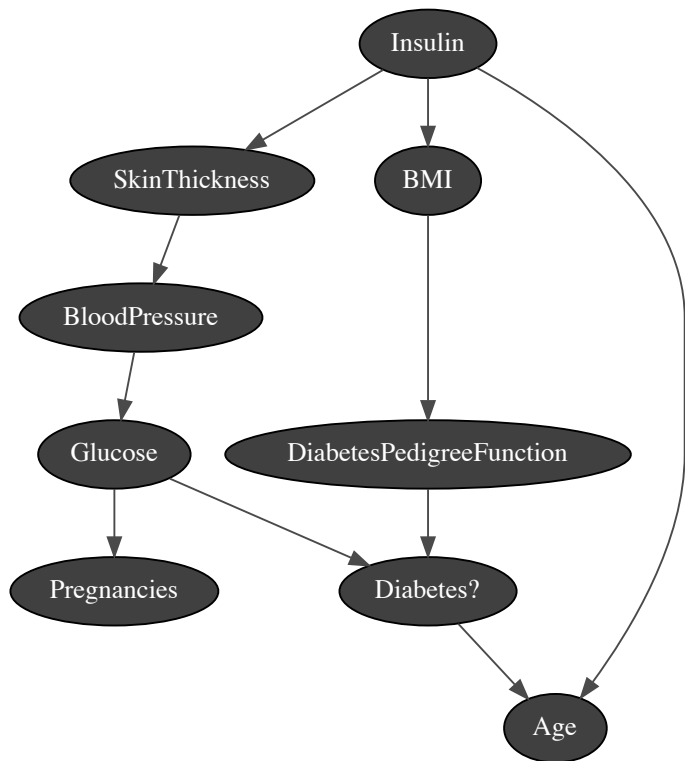 Insulin
SkinThickness
BMI
BloodPressure
Glucose
DiabetesPedigreeFunction
Pregnancies
Diabetes?
Age